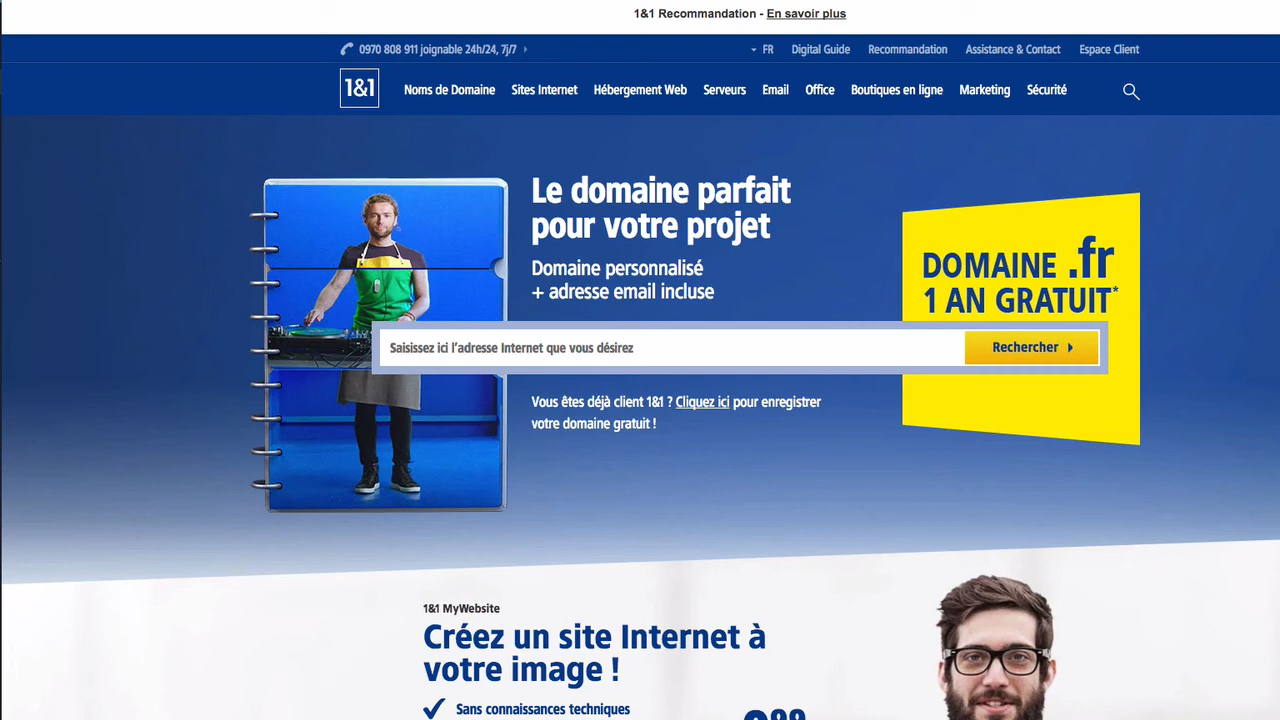 1&1 Recommandation - En savoir plus
0970 808 911 joignable 24h/24, 7j/7
FR Digital Guide Recommandation Assistance & Contact Espace Client
1&1
Noms de Domaine Sites Internet Hébergement Web Serveurs Email Office Boutiques en ligne Marketing Sécurité
Le domaine parfait
pour votre projet
Domaine personnalisé
+ adresse email incluse
DOMAINE .fr
1 AN GRATUIT*
Saisissez ici l'adresse Internet que vous désirez
Rechercher
Vous êtes déjà client 1&1 ? Cliquez ici pour enregistrer
votre domaine gratuit !
1&1 MyWebsite
Créez un site Internet à
votre image !
Sans connaissances techniques